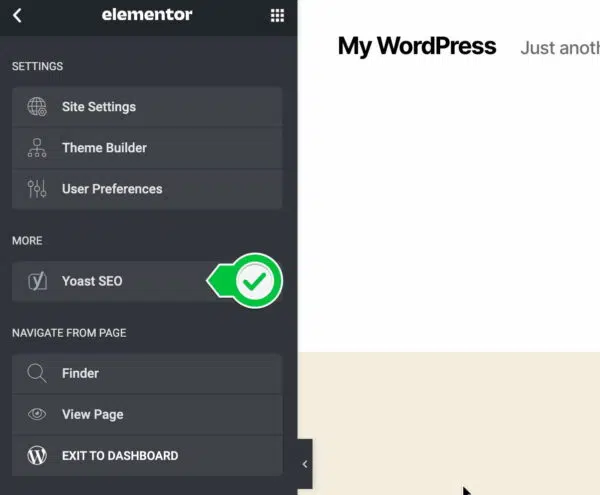 elementor
My WordPress
Just anoth
SETTINGS
Site Settings
Theme Builder
User Preferences
MORE
Yoast SEO
NAVIGATE FROM PAGE
Finder
View Page
EXIT TO DASHBOARD